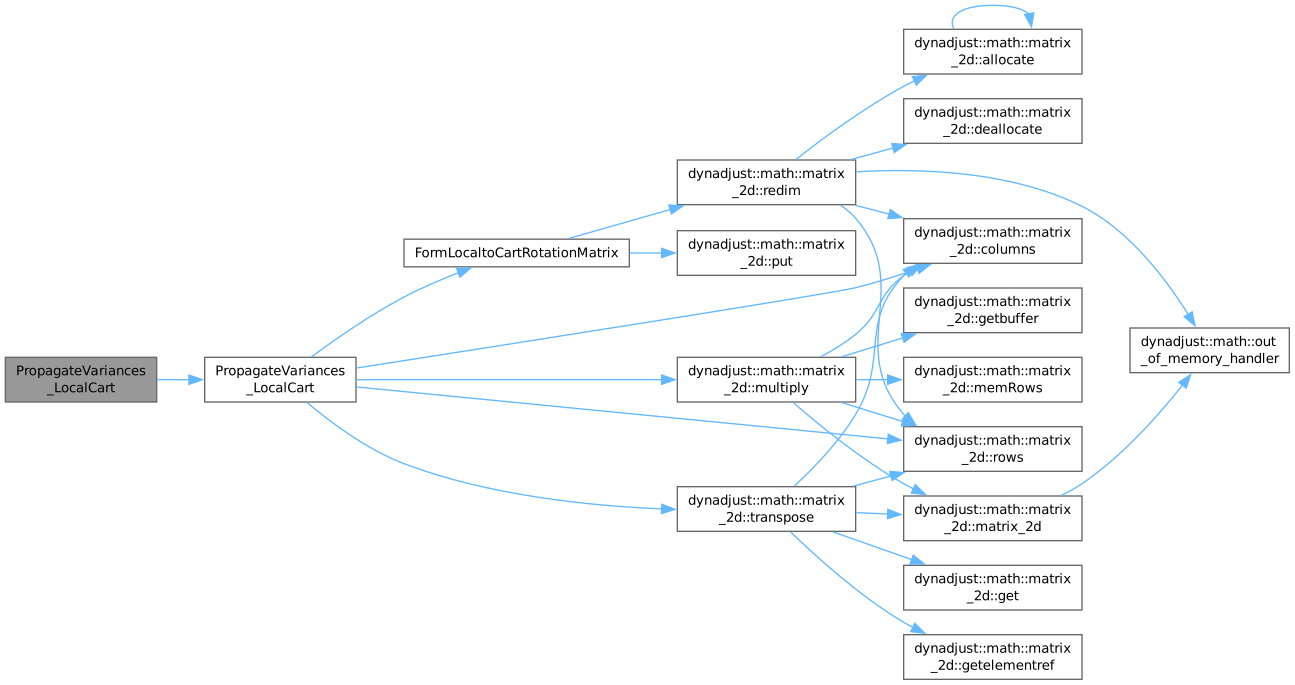 PropagateVariances
_LocalCart
PropagateVariances
_LocalCart
FormLocaltoCartRotationMatrix
dynadjust::math::matrix
_2d::redim
dynadjust::math::matrix
_2d::put
dynadjust::math::matrix
_2d::multiply
dynadjust::math::matrix
_2d::transpose
dynadjust::math::matrix
_2d::allocate
dynadjust::math::matrix
_2d::deallocate
dynadjust::math::matrix
_2d::columns
dynadjust::math::matrix
_2d::getbuffer
dynadjust::math::matrix
_2d::memRows
dynadjust::math::matrix
_2d::rows
dynadjust::math::matrix
_2d::matrix_2d
dynadjust::math::matrix
_2d::get
dynadjust::math::matrix
_2d::getelementref
dynadjust::math::out
_of_memory_handler